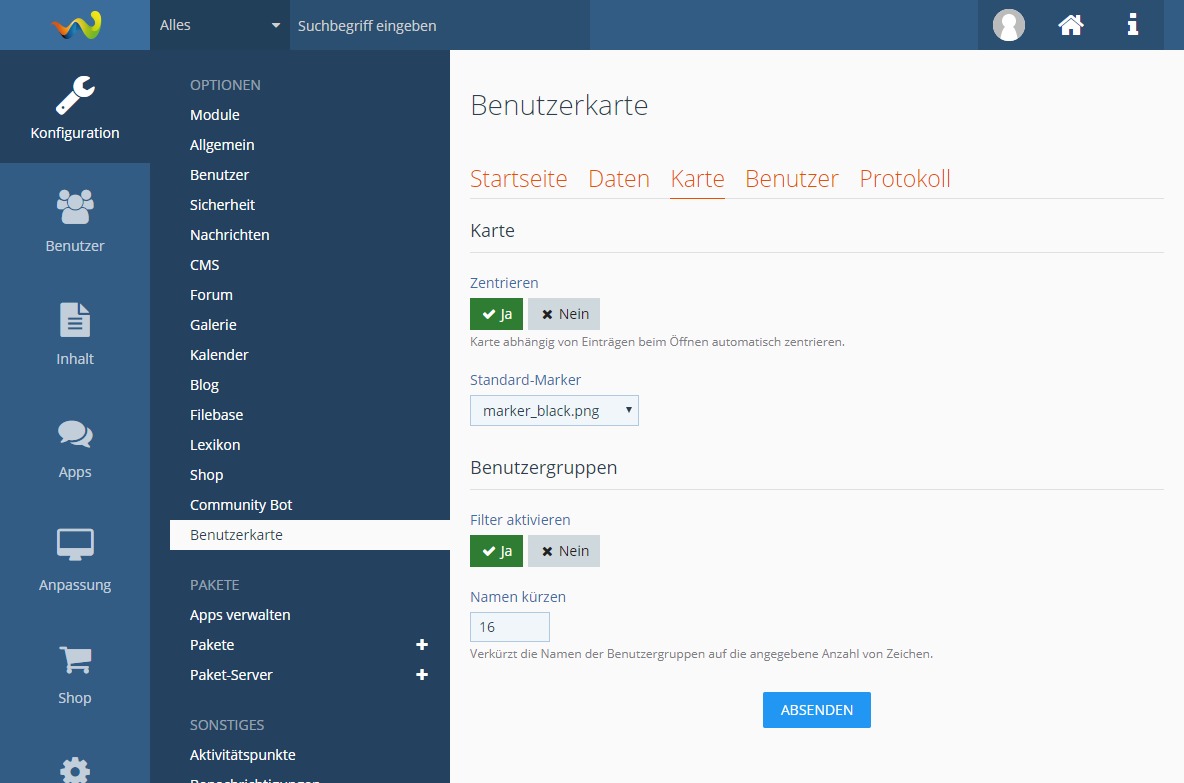 Alles
Suchbegriff eingeben
Konfiguration
Benutzer
Inhalt
Apps
Anpassung
Shop
OPTIONEN
Module
Allgemein
Benutzer
Sicherheit
Nachrichten
CMS
Forum
Galerie
Kalender
Blog
Filebase
Lexikon
Shop
Community Bot
Benutzerkarte
PAKETE
Apps verwalten
Pakete
Paket-Server
SONSTIGES
Aktivitätspunkte
Benachrichtigungen
Benutzerkarte
Startseite Daten Karte Benutzer Protokoll
Karte
Zentrieren
Ja Nein
Karte abhängig von Einträgen beim Öffnen automatisch zentrieren.
Standard-Marker
marker_black.png
Benutzergruppen
Filter aktivieren
Ja Nein
Namen kürzen
16
Verkürzt die Namen der Benutzergruppen auf die angegebene Anzahl von Zeichen.
ABSENDEN